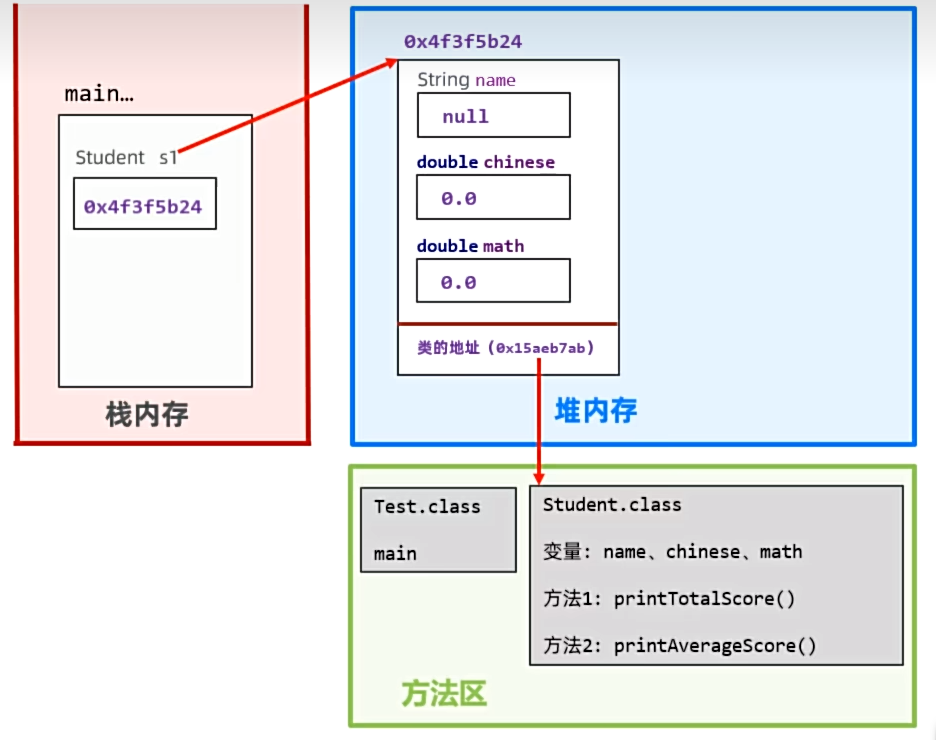 main…
Student s1
0x4f3f5b24
栈内存
0x4f3f5b24
String name
null
double chinese
0.0
double math
0.0
类的地址（0x15aeb7ab）
堆内存
Test.class
main
Student.class
变量: name、chinese、math
方法1: printTotalScore()
方法2: printAverageScore()
方法区